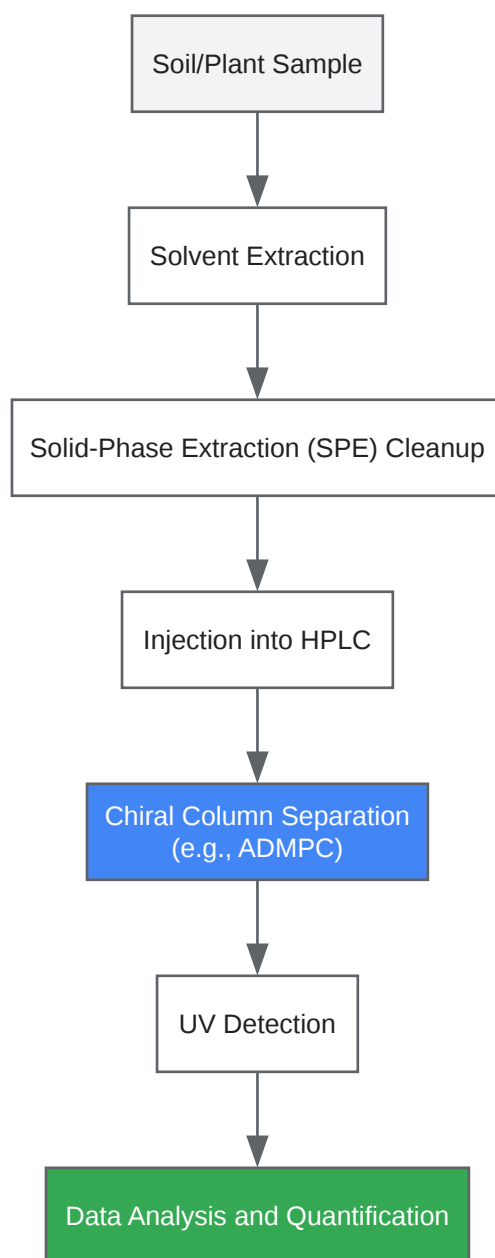 Soil/Plant Sample
Solvent Extraction
Solid-Phase Extraction (SPE) Cleanup
Injection into HPLC
Chiral Column Separation
(e.g., ADMPC)
UV Detection
Data Analysis and Quantification